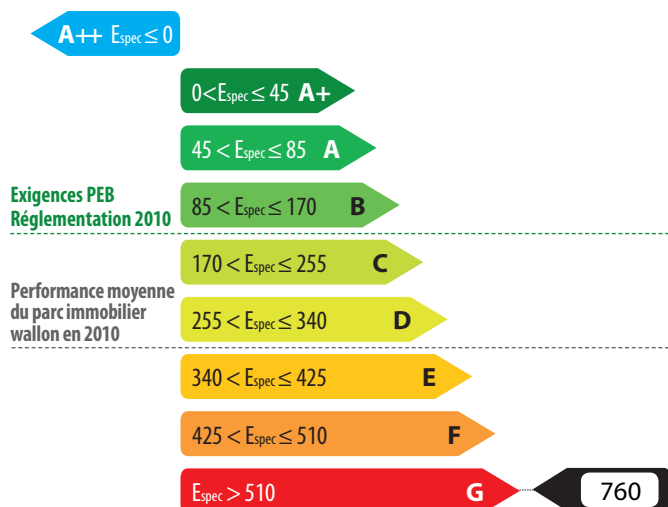 A++ Espec ≤ 0
0<Espec ≤ 45 A+
45 < Espec ≤ 85 A
Exigences PEB
Réglementation 2010
85 < Espec ≤ 170 B
170 < Espec ≤ 255 C
Performance moyenne
du parc immobilier
wallon en 2010
255 < Espec ≤ 340 D
340 < Espec ≤ 425 E
425 < Espec ≤ 510 F
Espec > 510 G 760